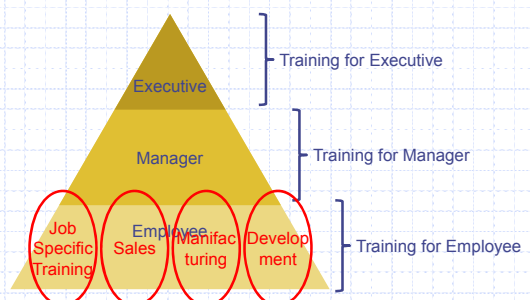 Executive
Training for Executive
Manager
Training for Manager
Employee
Job
Specific
Training
Sales
Manifac
turing
Develop
ment
Training for Employee